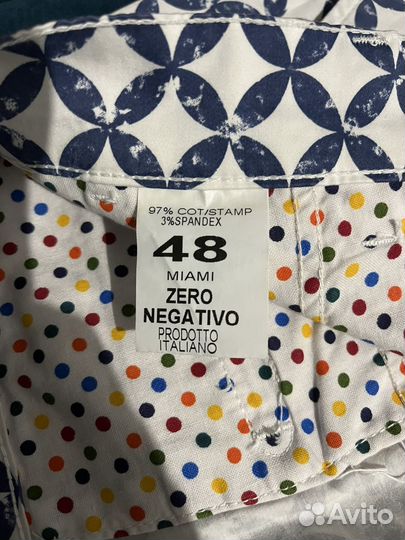 97% COT/STAMP
3%SPANDEX
48
MIAMI
ZERO
NEGATIVO
PRODOTTO
ITALIANO
Avito